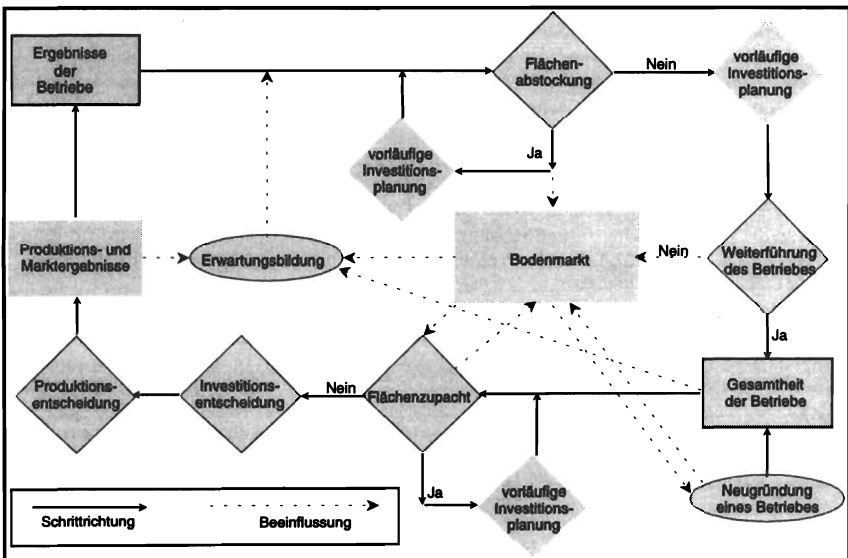 Ergebnisse
der
Betriebe
Flächen-
abstockung
Nein
vorläufige
Investitions-
planung
Ja
vorläufige
Investitions-
planung
Produktions- und
Marktergebnisse
Erwartungsbildung
Bodenmarkt
Nein
Weiterführung
des Betriebes
Ja
Produktions-
entscheidung
Investitions-
entscheidung
Nein
Flächenzupacht
Gesamtheit
der Betriebe
Ja
vorläufige
Investitions-
planung
Neugründung
eines Betriebes
Schrittrichtung
Beeinflussung